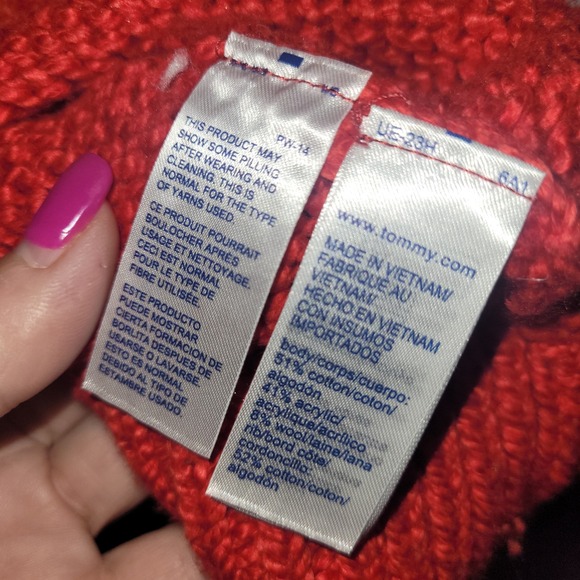 PW-14
THIS PRODUCT MAY
SHOW SOME PILLING
AFTER WEARING AND
CLEANING. THIS IS
NORMAL FOR THE TYPE
OF YARNS USED.
CE PRODUIT POURRAIT
BOULOCHER APRÈS
USAGE ET NETTOYAGE.
CECI EST NORMAL
POUR LE TYPE DE
FIBRE UTILISÉE
ESTE PRODUCTO
PUEDE MOSTRAR
CIERTA FORMACION DE
BORLITA DESPUES DE
USARSE O LAVARSE
ESTO ES NORMAL
DEBIDO AL TIPO DE
ESTAMBRE USADO
UE-23H 6A1
www.tommy.com
MADE IN VIETNAM/
FABRIQUÉ AU
VIETNAM/
HECHO EN VIETNAM
CON INSUMOS
IMPORTADOS
body/corps/cuerpo:
51% cotton/coton/
algodón
41% acrylic/
acrylique/acrílico
8% wool/laine/lana
rib/bord côte/
cordoncillo:
52% cotton/coton/
algodón